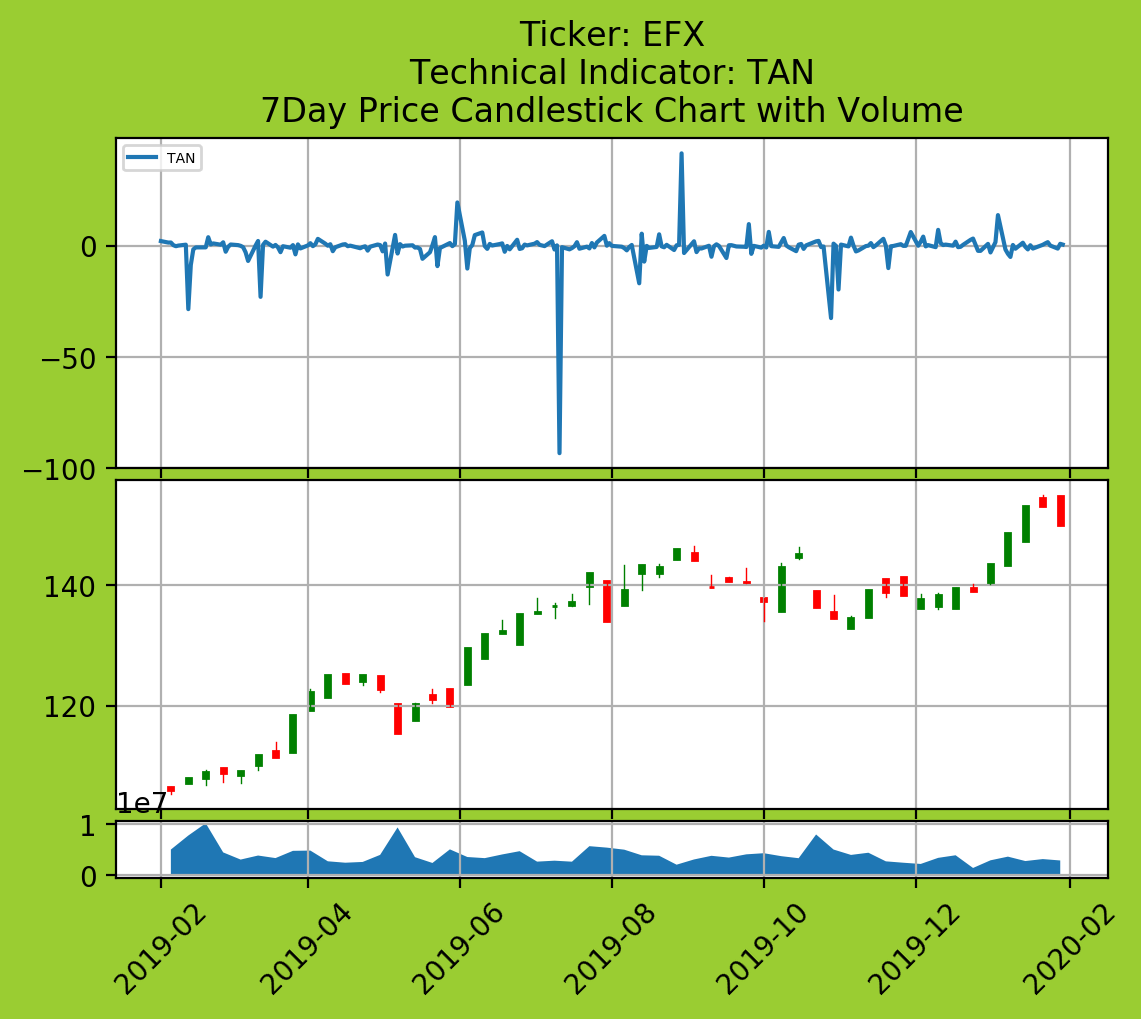 Ticker: EFX
Technical Indicator: TAN
7Day Price Candlestick Chart with Volume
TAN
0
−50
−100
140
120
1e7
1
0
2019-02
2019-04
2019-06
2019-08
2019-10
2019-12
2020-02